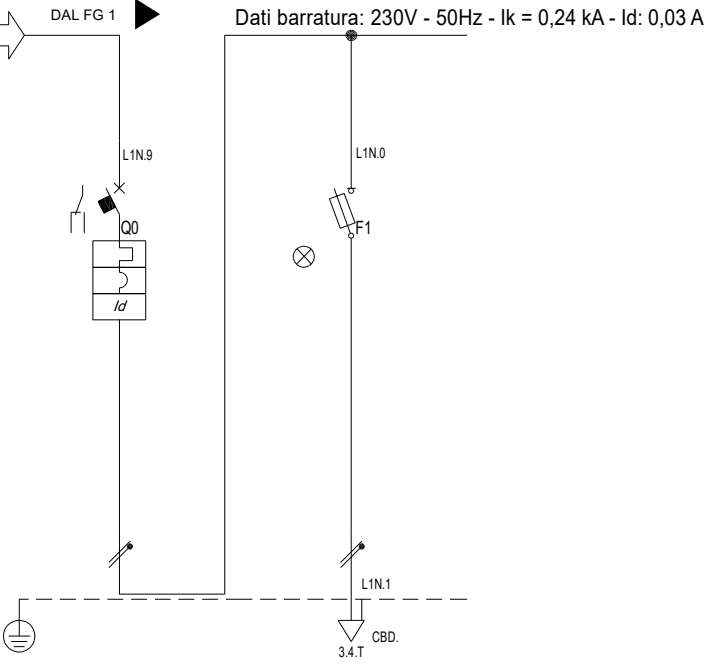 DAL FG 1
Dati barratura: 230V - 50Hz - Ik = 0,24 kA - Id: 0,03 A
L1N.9
L1N.0
Q0
F1
Id
L1N.1
CBD.
3.4.T